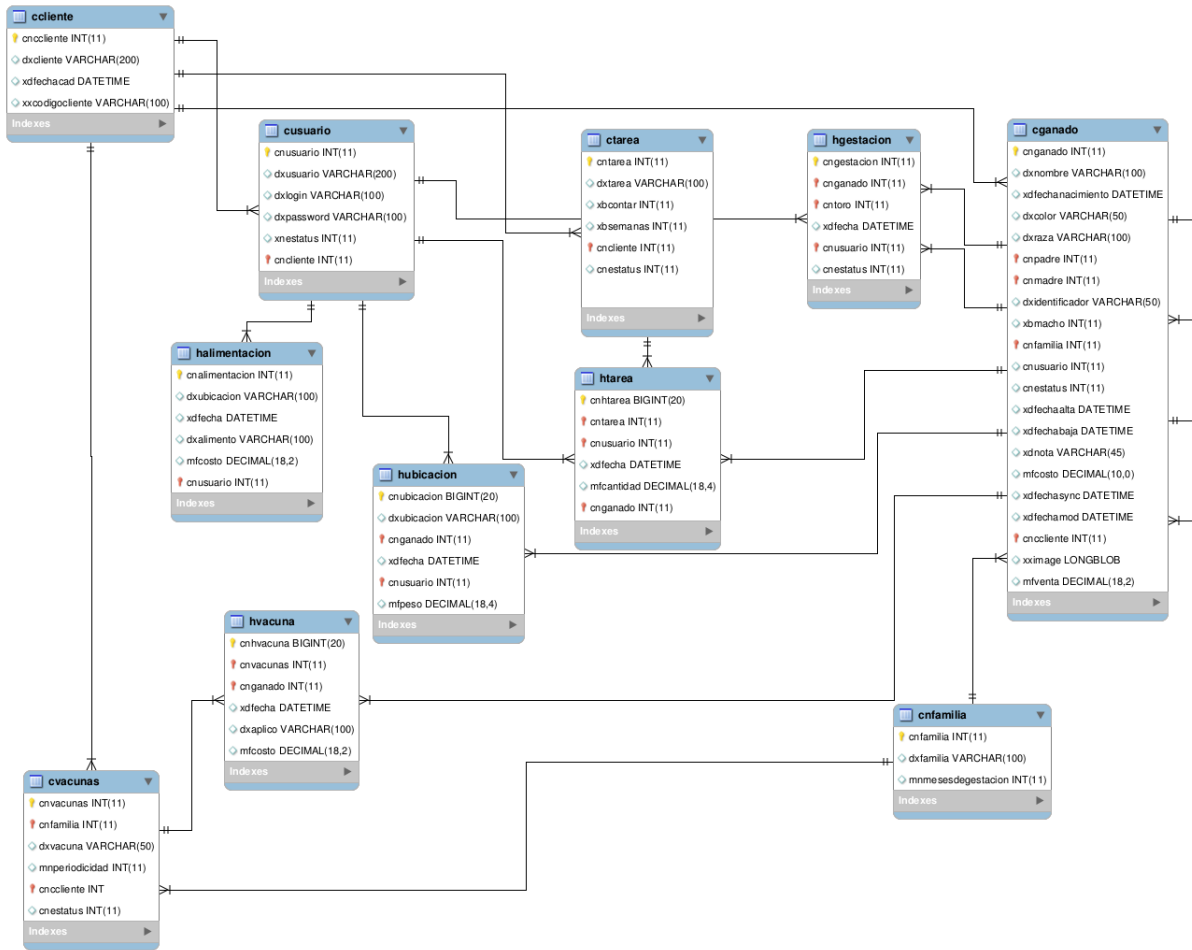 ccliente
cnccliente INT(11)
dxcliente VARCHAR(200)
xdfechacad DATETIME
xxcodigocliente VARCHAR(100)
Indexes
cusuario
cnusuario INT(11)
dxusuario VARCHAR(200)
dxlogin VARCHAR(100)
dxpassword VARCHAR(100)
xnestatus INT(11)
cncliente INT(11)
Indexes
ctarea
cntarea INT(11)
dxtarea VARCHAR(100)
xbcontar INT(11)
xbsemanas INT(11)
cncliente INT(11)
cnestatus INT(11)
Indexes
hgestacion
cngestacion INT(11)
cnganado INT(11)
cntoro INT(11)
xdfecha DATETIME
cnusuario INT(11)
cnestatus INT(11)
Indexes
cganado
cnganado INT(11)
dxnombre VARCHAR(100)
xdfechanacimiento DATETIME
dxcolor VARCHAR(50)
dxraza VARCHAR(100)
cnpadre INT(11)
cnmadre INT(11)
dxidentificador VARCHAR(50)
xbmacho INT(11)
cnfamilia INT(11)
cnusuario INT(11)
cnestatus INT(11)
xdfechaalta DATETIME
xdfechabaja DATETIME
xdnota VARCHAR(45)
mfcosto DECIMAL(10,0)
xdfechasync DATETIME
xdfechamod DATETIME
cnccliente INT(11)
xximage LONGBLOB
mfventa DECIMAL(18,2)
Indexes
halimentacion
cnalimentacion INT(11)
dxubicacion VARCHAR(100)
xdfecha DATETIME
dxalimento VARCHAR(100)
mfcosto DECIMAL(18,2)
cnusuario INT(11)
Indexes
htarea
cnhtarea BIGINT(20)
cntarea INT(11)
cnusuario INT(11)
xdfecha DATETIME
mfcantidad DECIMAL(18,4)
cnganado INT(11)
Indexes
hubicacion
cnubicacion BIGINT(20)
dxubicacion VARCHAR(100)
cnganado INT(11)
xdfecha DATETIME
cnusuario INT(11)
mfpeso DECIMAL(18,4)
Indexes
hvacuna
cnhvacuna BIGINT(20)
cnvacunas INT(11)
cnganado INT(11)
xdfecha DATETIME
dxaplico VARCHAR(100)
mfcosto DECIMAL(18,2)
Indexes
cnfamilia
cnfamilia INT(11)
dxfamilia VARCHAR(100)
mnmesesdegestacion INT(11)
Indexes
cvacunas
cnvacunas INT(11)
cnfamilia INT(11)
dxvacuna VARCHAR(50)
mnperiodicidad INT(11)
cnccliente INT
cnestatus INT(11)
Indexes